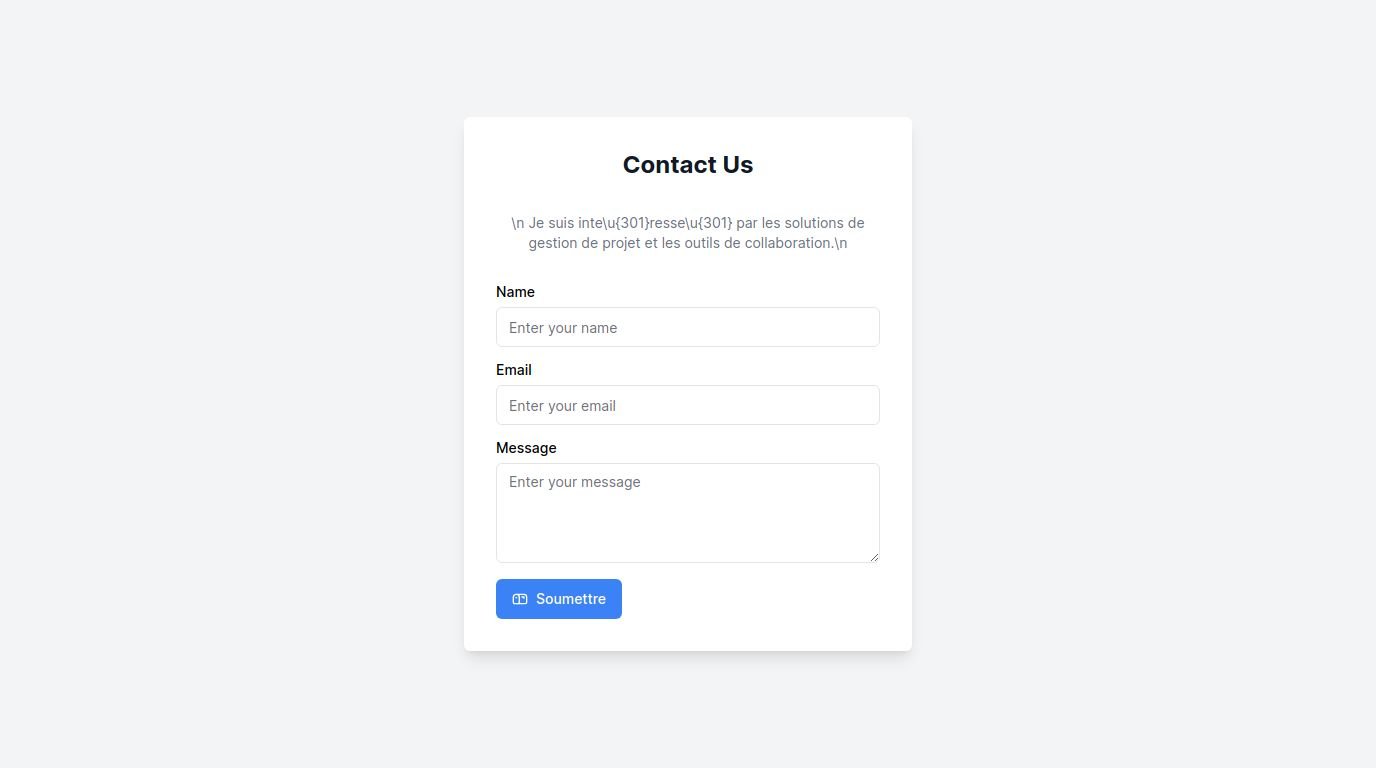 Contact Us
\n Je suis inte\u{301}resse\u{301} par les solutions de
gestion de projet et les outils de collaboration.\n
Name
Enter your name
Email
Enter your email
Message
Enter your message
Soumettre